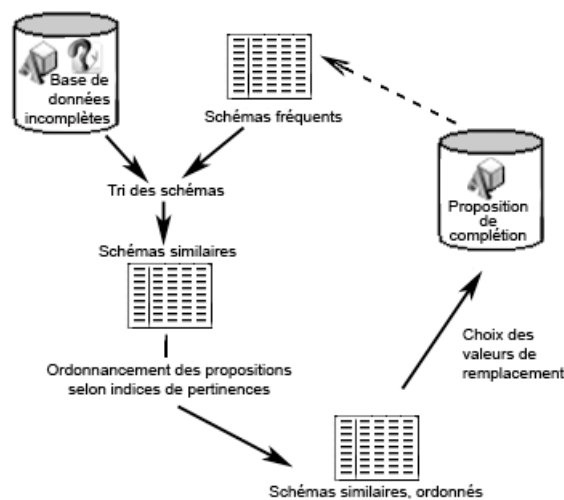 Base de
données
incomplètes
Schémas fréquents
Tri des schémas
Schémas similaires
Ordonnancement des propositions
selon indices de pertinences
Schémas similaires, ordonnés
Choix des
valeurs de
remplacement
Proposition
de
complétion